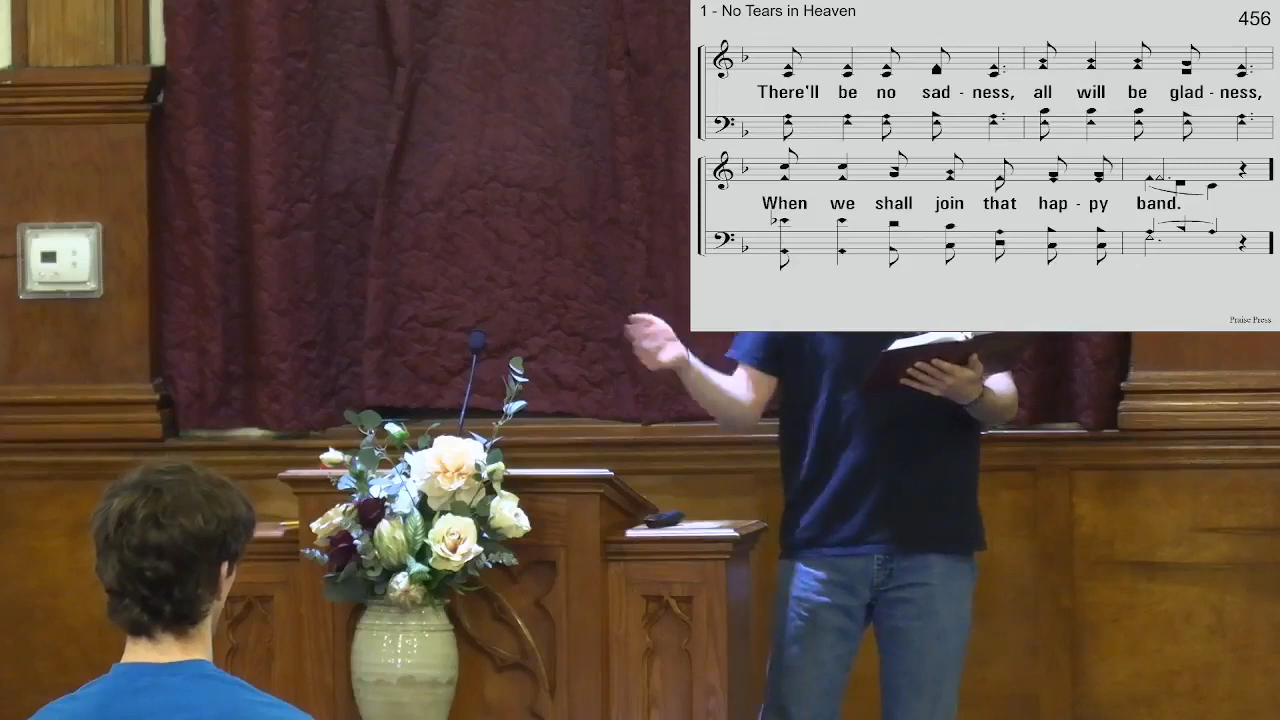 1 - No Tears in Heaven
456
There'll be no sad - ness, all will be glad - ness,
When we shall join that hap - py band.
Praise Press